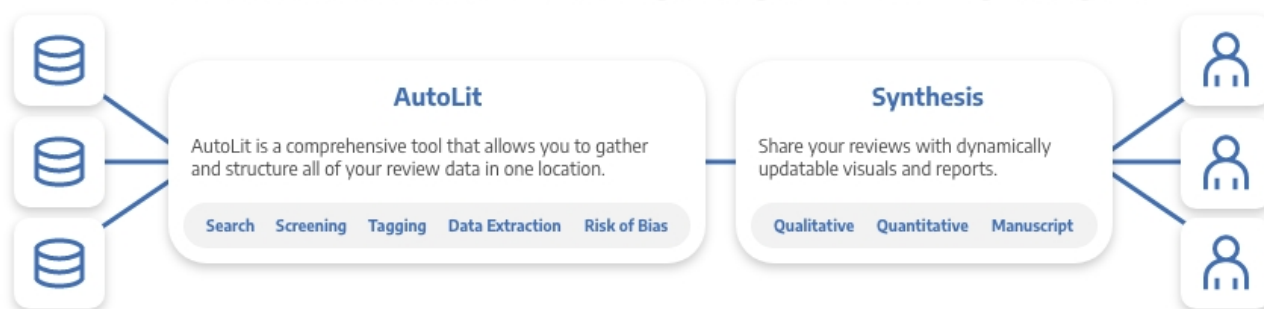 AutoLit
AutoLit is a comprehensive tool that allows you to gather
and structure all of your review data in one location.
Search Screening Tagging Data Extraction Risk of Bias
Synthesis
Share your reviews with dynamically
updatable visuals and reports.
Qualitative Quantitative Manuscript